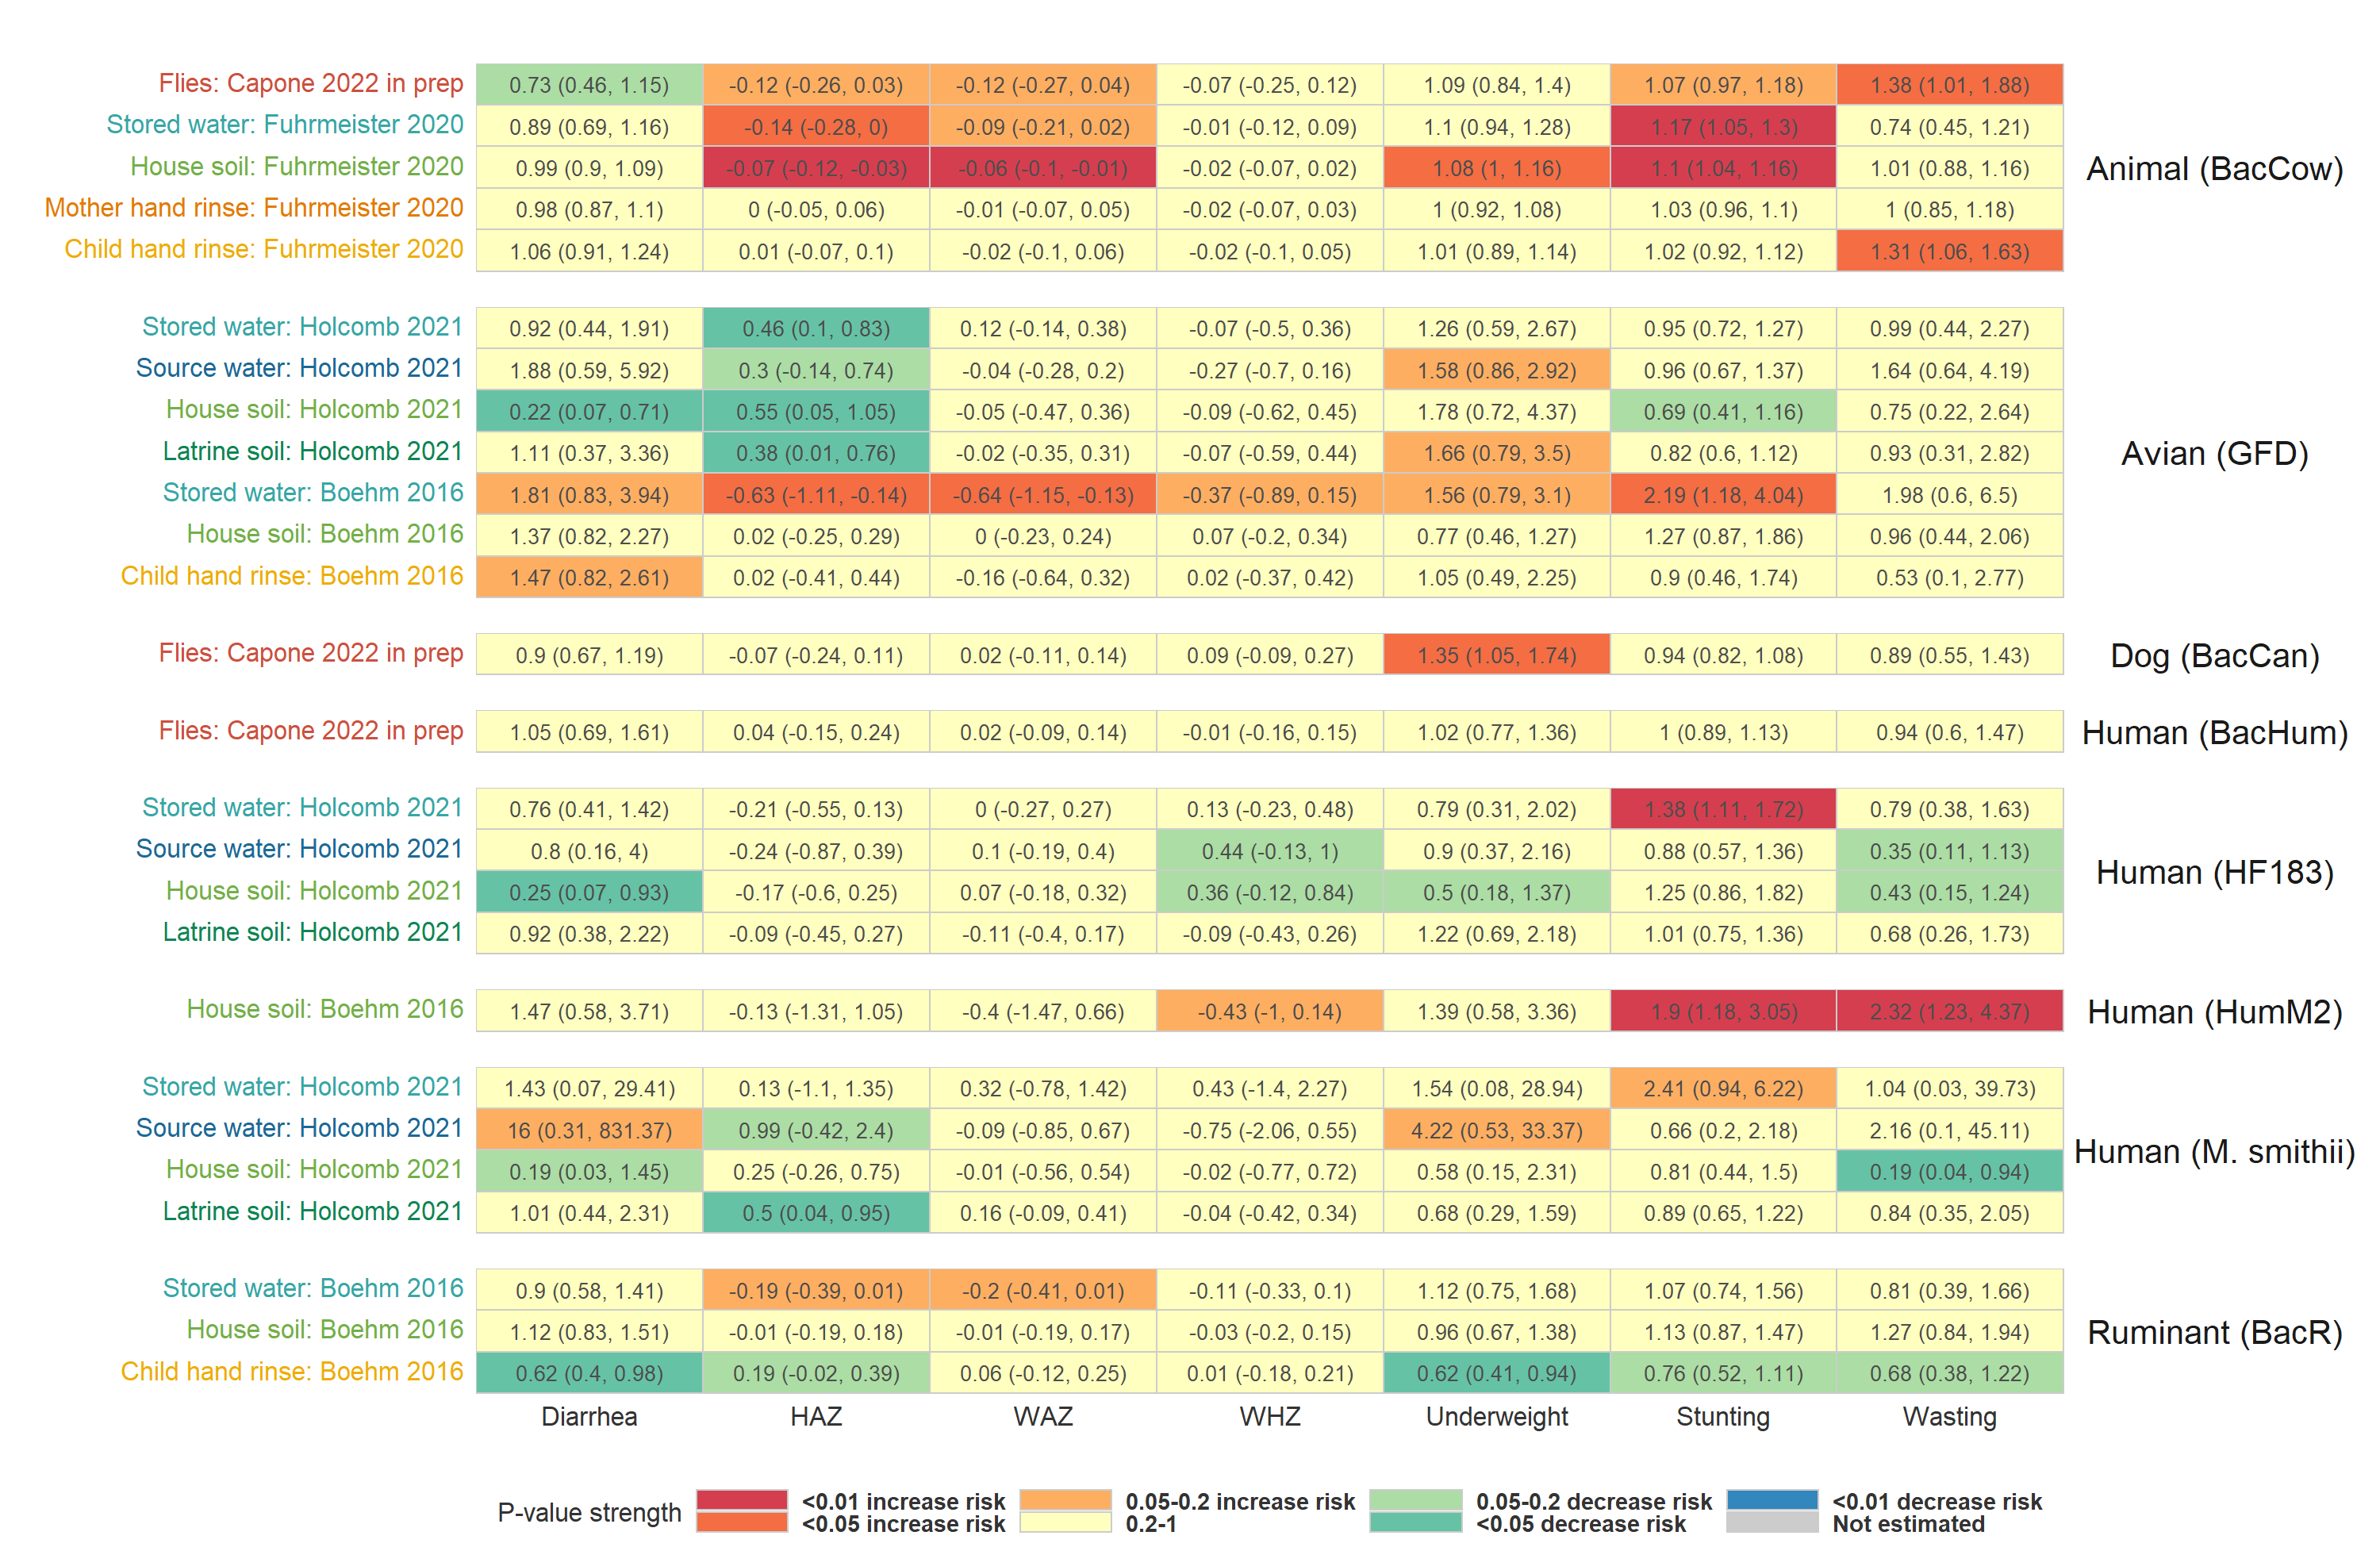 Flies: Capone 2022 in prep 0.73 (0.46, 1.15) -0.12 (-0.26, 0.03) -0.12 (-0.27, 0.04) -0.07 (-0.25, 0.12) 1.09 (0.84, 1.4) 1.07 (0.97, 1.18) 1.38 (1.01, 1.88)
Stored water: Fuhrmeister 2020 0.89 (0.69, 1.16) -0.14 (-0.28, 0) -0.09 (-0.21, 0.02) -0.01 (-0.12, 0.09) 1.1 (0.94, 1.28) 1.17 (1.05, 1.3) 0.74 (0.45, 1.21)
House soil: Fuhrmeister 2020 0.99 (0.9, 1.09) -0.07 (-0.12, -0.03) -0.06 (-0.1, -0.01) -0.02 (-0.07, 0.02) 1.08 (1, 1.16) 1.1 (1.04, 1.16) 1.01 (0.88, 1.16)
Animal (BacCow)
Mother hand rinse: Fuhrmeister 2020 0.98 (0.87, 1.1) 0 (-0.05, 0.06) -0.01 (-0.07, 0.05) -0.02 (-0.07, 0.03) 1 (0.92, 1.08) 1.03 (0.96, 1.1) 1 (0.85, 1.18)
Child hand rinse: Fuhrmeister 2020 1.06 (0.91, 1.24) 0.01 (-0.07, 0.1) -0.02 (-0.1, 0.06) -0.02 (-0.1, 0.05) 1.01 (0.89, 1.14) 1.02 (0.92, 1.12) 1.31 (1.06, 1.63)
Stored water: Holcomb 2021 0.92 (0.44, 1.91) 0.46 (0.1, 0.83) 0.12 (-0.14, 0.38) -0.07 (-0.5, 0.36) 1.26 (0.59, 2.67) 0.95 (0.72, 1.27) 0.99 (0.44, 2.27)
Source water: Holcomb 2021 1.88 (0.59, 5.92) 0.3 (-0.14, 0.74) -0.04 (-0.28, 0.2) -0.27 (-0.7, 0.16) 1.58 (0.86, 2.92) 0.96 (0.67, 1.37) 1.64 (0.64, 4.19)
House soil: Holcomb 2021 0.22 (0.07, 0.71) 0.55 (0.05, 1.05) -0.05 (-0.47, 0.36) -0.09 (-0.62, 0.45) 1.78 (0.72, 4.37) 0.69 (0.41, 1.16) 0.75 (0.22, 2.64)
Latrine soil: Holcomb 2021 1.11 (0.37, 3.36) 0.38 (0.01, 0.76) -0.02 (-0.35, 0.31) -0.07 (-0.59, 0.44) 1.66 (0.79, 3.5) 0.82 (0.6, 1.12) 0.93 (0.31, 2.82)
Avian (GFD)
Stored water: Boehm 2016 1.81 (0.83, 3.94) -0.63 (-1.11, -0.14) -0.64 (-1.15, -0.13) -0.37 (-0.89, 0.15) 1.56 (0.79, 3.1) 2.19 (1.18, 4.04) 1.98 (0.6, 6.5)
House soil: Boehm 2016 1.37 (0.82, 2.27) 0.02 (-0.25, 0.29) 0 (-0.23, 0.24) 0.07 (-0.2, 0.34) 0.77 (0.46, 1.27) 1.27 (0.87, 1.86) 0.96 (0.44, 2.06)
Child hand rinse: Boehm 2016 1.47 (0.82, 2.61) 0.02 (-0.41, 0.44) -0.16 (-0.64, 0.32) 0.02 (-0.37, 0.42) 1.05 (0.49, 2.25) 0.9 (0.46, 1.74) 0.53 (0.1, 2.77)
Flies: Capone 2022 in prep 0.9 (0.67, 1.19) -0.07 (-0.24, 0.11) 0.02 (-0.11, 0.14) 0.09 (-0.09, 0.27) 1.35 (1.05, 1.74) 0.94 (0.82, 1.08) 0.89 (0.55, 1.43)
Dog (BacCan)
Flies: Capone 2022 in prep 1.05 (0.69, 1.61) 0.04 (-0.15, 0.24) 0.02 (-0.09, 0.14) -0.01 (-0.16, 0.15) 1.02 (0.77, 1.36) 1 (0.89, 1.13) 0.94 (0.6, 1.47)
Human (BacHum)
Stored water: Holcomb 2021 0.76 (0.41, 1.42) -0.21 (-0.55, 0.13) 0 (-0.27, 0.27) 0.13 (-0.23, 0.48) 0.79 (0.31, 2.02) 1.38 (1.11, 1.72) 0.79 (0.38, 1.63)
Source water: Holcomb 2021 0.8 (0.16, 4) -0.24 (-0.87, 0.39) 0.1 (-0.19, 0.4) 0.44 (-0.13, 1) 0.9 (0.37, 2.16) 0.88 (0.57, 1.36) 0.35 (0.11, 1.13)
Human (HF183)
House soil: Holcomb 2021 0.25 (0.07, 0.93) -0.17 (-0.6, 0.25) 0.07 (-0.18, 0.32) 0.36 (-0.12, 0.84) 0.5 (0.18, 1.37) 1.25 (0.86, 1.82) 0.43 (0.15, 1.24)
Latrine soil: Holcomb 2021 0.92 (0.38, 2.22) -0.09 (-0.45, 0.27) -0.11 (-0.4, 0.17) -0.09 (-0.43, 0.26) 1.22 (0.69, 2.18) 1.01 (0.75, 1.36) 0.68 (0.26, 1.73)
House soil: Boehm 2016 1.47 (0.58, 3.71) -0.13 (-1.31, 1.05) -0.4 (-1.47, 0.66) -0.43 (-1, 0.14) 1.39 (0.58, 3.36) 1.9 (1.18, 3.05) 2.32 (1.23, 4.37)
Human (HumM2)
Stored water: Holcomb 2021 1.43 (0.07, 29.41) 0.13 (-1.1, 1.35) 0.32 (-0.78, 1.42) 0.43 (-1.4, 2.27) 1.54 (0.08, 28.94) 2.41 (0.94, 6.22) 1.04 (0.03, 39.73)
Source water: Holcomb 2021 16 (0.31, 831.37) 0.99 (-0.42, 2.4) -0.09 (-0.85, 0.67) -0.75 (-2.06, 0.55) 4.22 (0.53, 33.37) 0.66 (0.2, 2.18) 2.16 (0.1, 45.11)
Human (M. smithii)
House soil: Holcomb 2021 0.19 (0.03, 1.45) 0.25 (-0.26, 0.75) -0.01 (-0.56, 0.54) -0.02 (-0.77, 0.72) 0.58 (0.15, 2.31) 0.81 (0.44, 1.5) 0.19 (0.04, 0.94)
Latrine soil: Holcomb 2021 1.01 (0.44, 2.31) 0.5 (0.04, 0.95) 0.16 (-0.09, 0.41) -0.04 (-0.42, 0.34) 0.68 (0.29, 1.59) 0.89 (0.65, 1.22) 0.84 (0.35, 2.05)
Stored water: Boehm 2016 0.9 (0.58, 1.41) -0.19 (-0.39, 0.01) -0.2 (-0.41, 0.01) -0.11 (-0.33, 0.1) 1.12 (0.75, 1.68) 1.07 (0.74, 1.56) 0.81 (0.39, 1.66)
House soil: Boehm 2016 1.12 (0.83, 1.51) -0.01 (-0.19, 0.18) -0.01 (-0.19, 0.17) -0.03 (-0.2, 0.15) 0.96 (0.67, 1.38) 1.13 (0.87, 1.47) 1.27 (0.84, 1.94)
Ruminant (BacR)
Child hand rinse: Boehm 2016 0.62 (0.4, 0.98) 0.19 (-0.02, 0.39) 0.06 (-0.12, 0.25) 0.01 (-0.18, 0.21) 0.62 (0.41, 0.94) 0.76 (0.52, 1.11) 0.68 (0.38, 1.22)
Diarrhea HAZ WAZ WHZ Underweight Stunting Wasting
P-value strength
<0.01 increase risk 0.05-0.2 increase risk 0.05-0.2 decrease risk <0.01 decrease risk
<0.05 increase risk 0.2-1 <0.05 decrease risk Not estimated